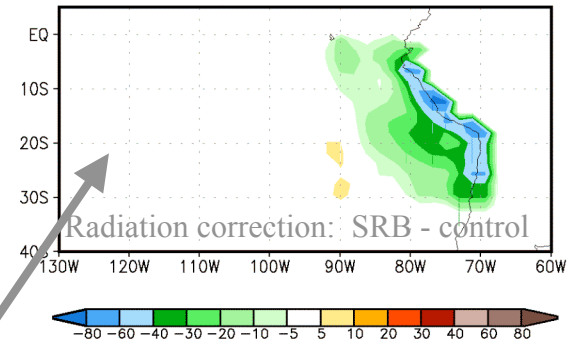 EQ
10S
20S
30S
Radiation correction: SRB - control
40S
130W 120W 110W 100W 90W 80W 70W 60W
-80 -60 -40 -30 -20 -10 -5 5 10 20 30 40 60 80